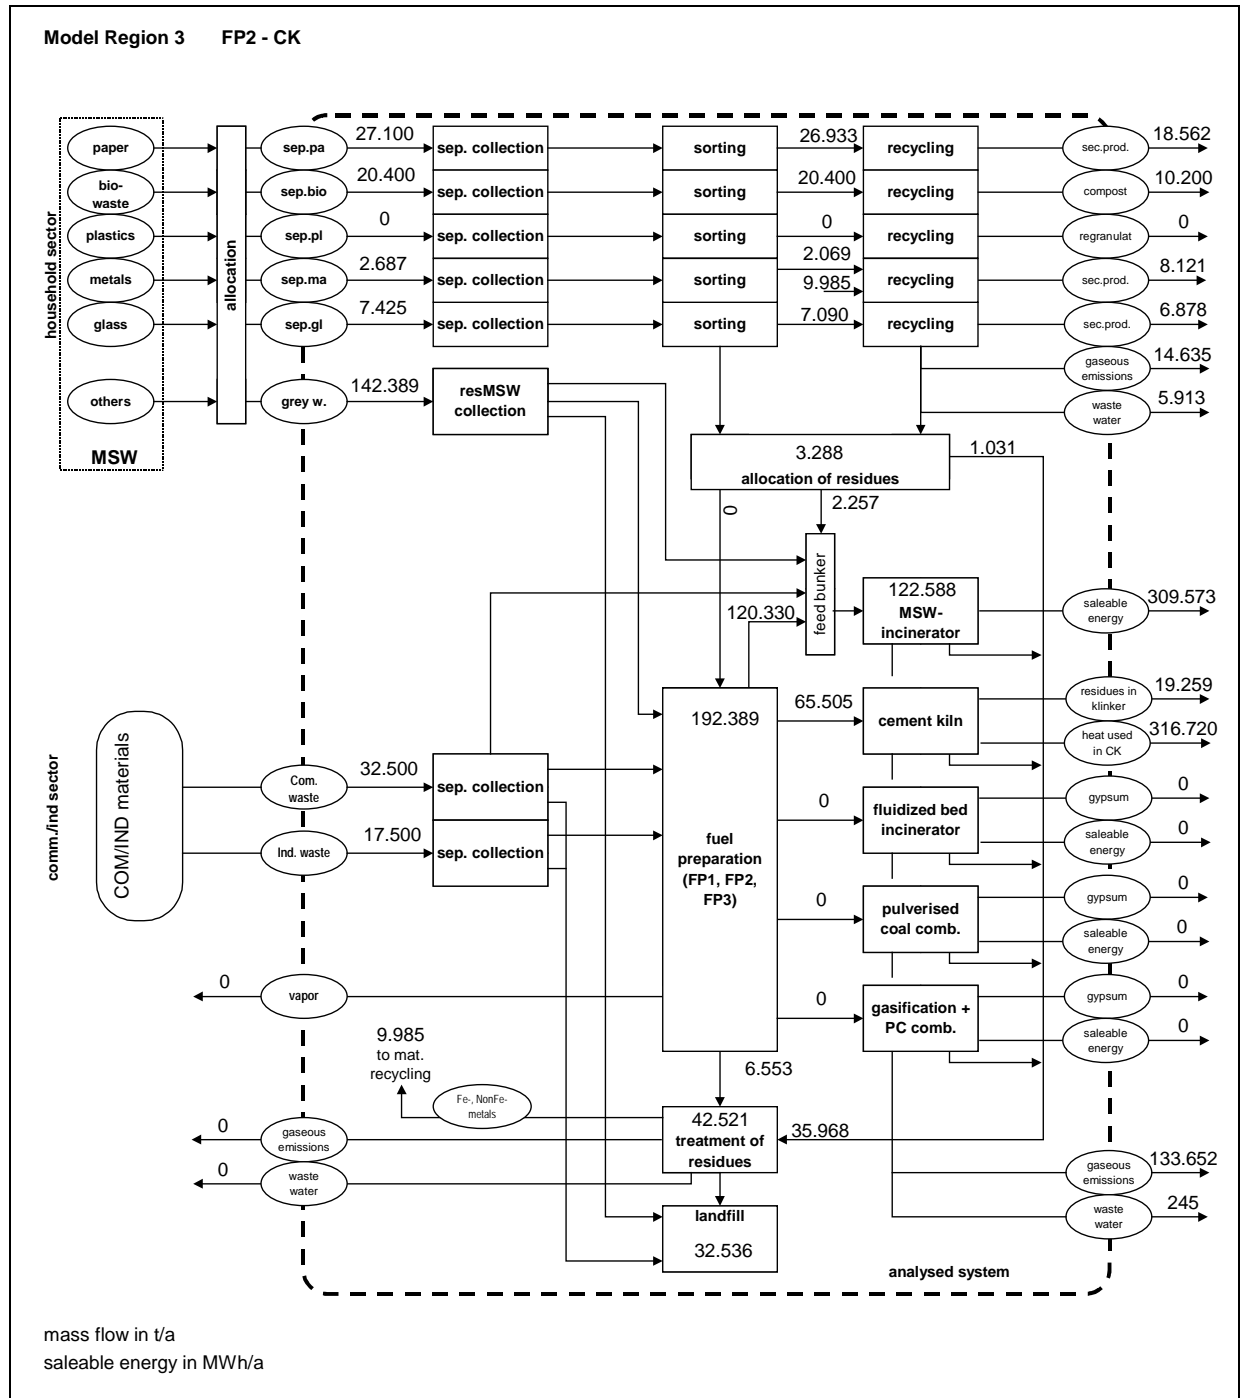 Model Region 3 FP2 - CK
household sector
paper
bio-
waste
plastics
metals
glass
others
MSW
allocation
sep.pa
27.100
sep. collection
sorting
26.933
recycling
sec.prod.
18.562
sep.bio
20.400
sep. collection
sorting
20.400
recycling
compost
10.200
sep.pl
0
sep. collection
sorting
0
recycling
regranulat
0
sep.ma
2.687
sep. collection
sorting
2.069
9.985
recycling
sec.prod.
8.121
sep.gl
7.425
sep. collection
sorting
7.090
recycling
sec.prod.
6.878
gaseous
emissions
14.635
waste
water
5.913
grey w.
142.389
resMSW
collection
3.288
allocation of residues
1.031
0
2.257
feed bunker
120.330
122.588
MSW-
incinerator
saleable
energy
309.573
comm./ind sector
COM/IND materials
Com.
waste
32.500
sep. collection
Ind. waste
17.500
sep. collection
192.389
fuel
preparation
(FP1, FP2,
FP3)
65.505
cement kiln
residues in
klinker
19.259
heat used
in CK
316.720
0
fluidized bed
incinerator
gypsum
0
saleable
energy
0
0
pulverised
coal comb.
gypsum
0
saleable
energy
0
0
gasification +
PC comb.
gypsum
0
saleable
energy
0
0
vapor
9.985
to mat.
recycling
Fe-, NonFe-
metals
6.553
42.521
treatment of
residues
35.968
0
gaseous
emissions
0
waste
water
landfill
32.536
gaseous
emissions
133.652
waste
water
245
analysed system
mass flow in t/a
saleable energy in MWh/a